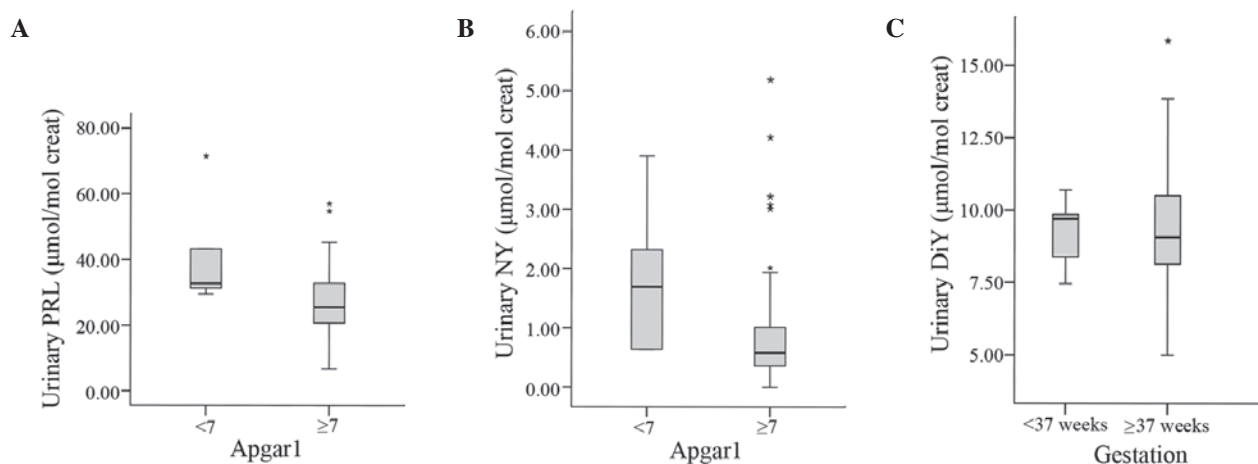 A
Urinary PRL (µmol/mol creat)
80.00
60.00
40.00
20.00
0.00
<7
≥7
Apgar1
B
Urinary NY (µmol/mol creat)
6.00
5.00
4.00
3.00
2.00
1.00
0.00
<7
≥7
Apgar1
C
Urinary DiY (µmol/mol creat)
15.00
12.50
10.00
7.50
5.00
<37 weeks
≥37 weeks
Gestation